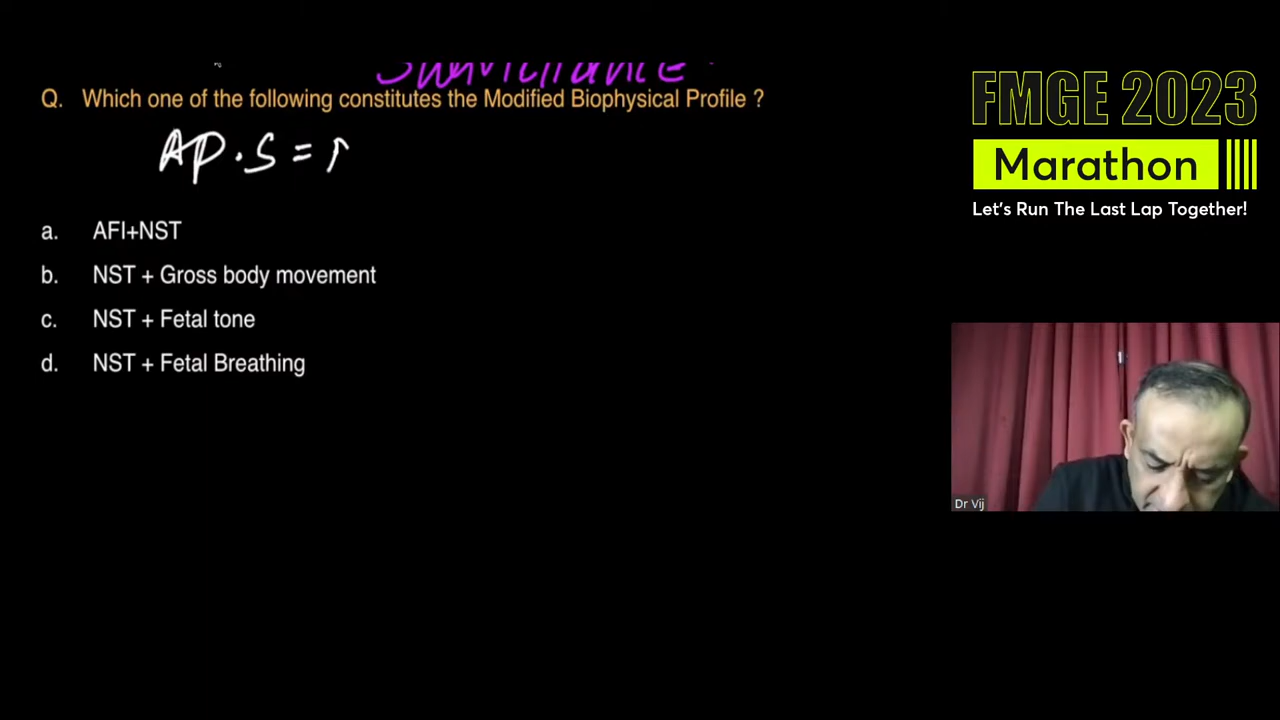 Q. Which one of the following constitutes the Modified Biophysical Profile ?
AP.S =
a. AFI+NST
b. NST + Gross body movement
c. NST + Fetal tone
d. NST + Fetal Breathing
FMGE 2023
Marathon
Let's Run The Last Lap Together!
Dr Vij